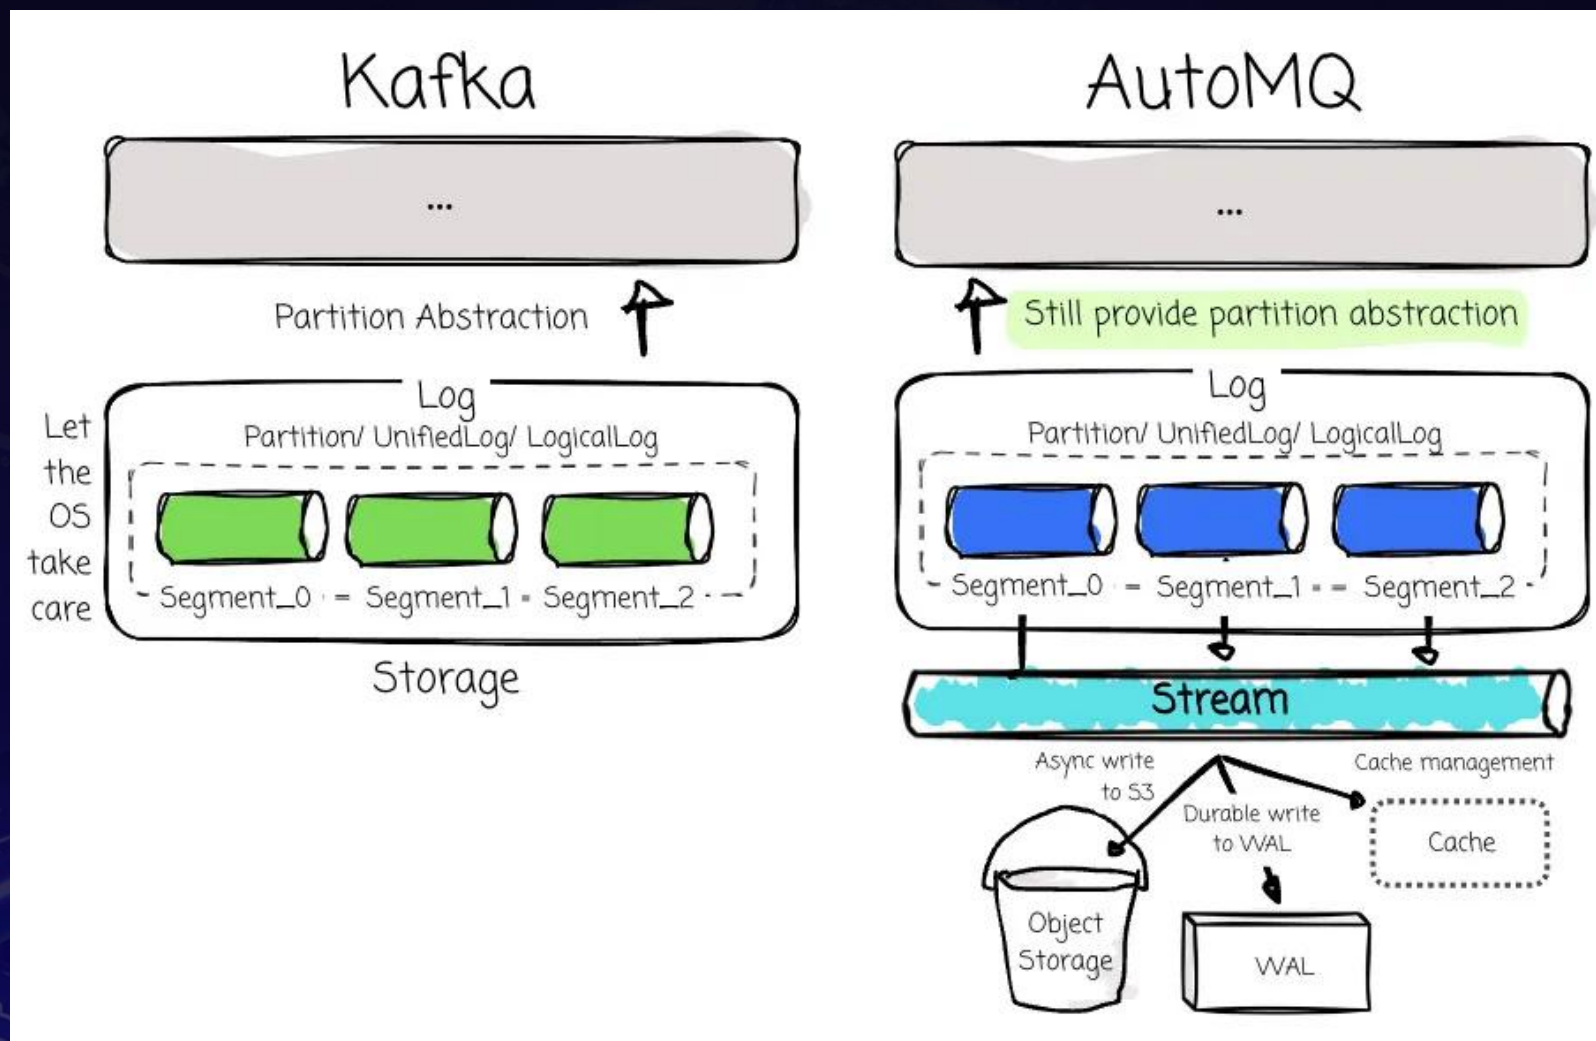 Kafka
...
Partition Abstraction
Let
the
OS
take
care
Log
Partition/ UnifiedLog/ LogicalLog
Segment_0 = Segment_1 = Segment_2
Storage
AutoMQ
...
Still provide partition abstraction
Log
Partition/ UnifiedLog/ LogicalLog
Segment_0 = Segment_1 = = Segment_2
Stream
Async write
to S3
Durable write
to WAL
Cache management
Cache
Object
Storage
WAL